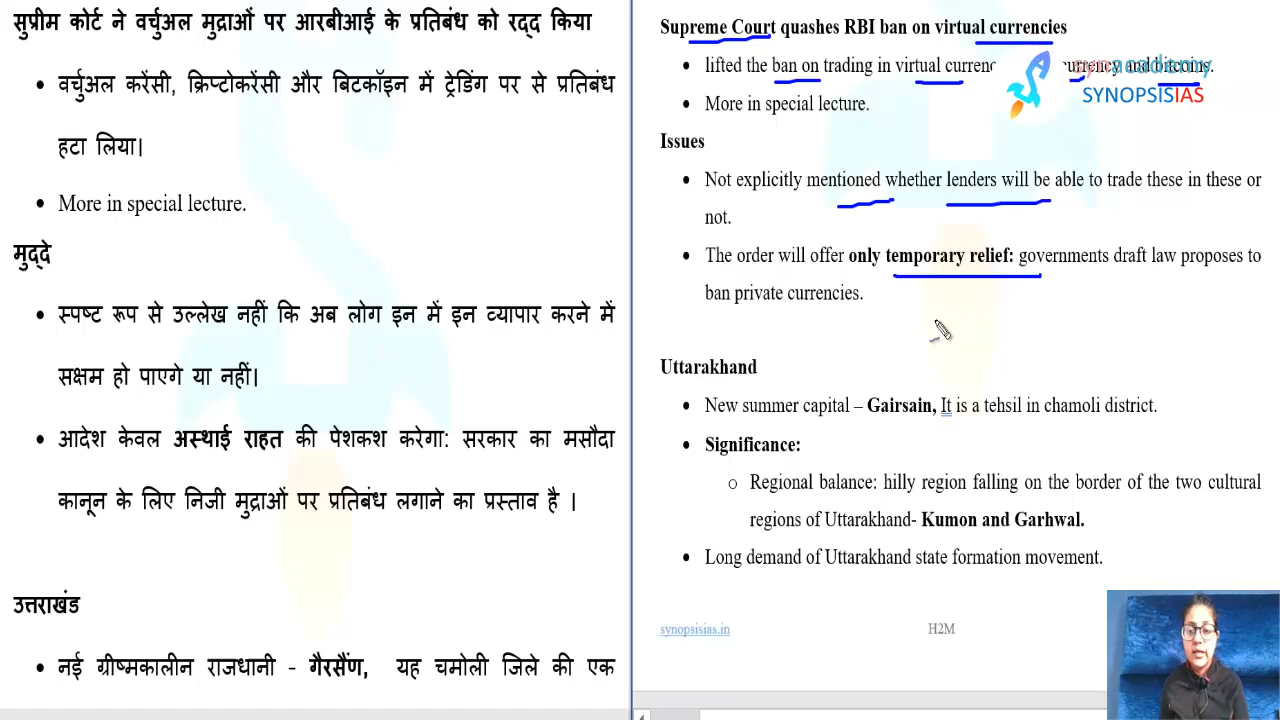 सुप्रीम कोर्ट ने वर्चुअल मुद्राओं पर आरबीआई के प्रतिबंध को रद्द किया
• वर्चुअल करेंसी, क्रिप्टोकरेंसी और बिटकॉइन में ट्रेडिंग पर से प्रतिबंध
हटा लिया।
• More in special lecture.
मुद्दे
• स्पष्ट रूप से उल्लेख नहीं कि अब लोग इन में इन व्यापार करने में
सक्षम हो पाएगे या नहीं।
• आदेश केवल अस्थाई राहत की पेशकश करेगा: सरकार का मसौदा
कानून के लिए निजी मुद्राओं पर प्रतिबंध लगाने का प्रस्ताव है ।
उत्तराखंड
• नई ग्रीष्मकालीन राजधानी – गैरसैंण, यह चमोली जिले की एक
Supreme Court quashes RBI ban on virtual currencies
• lifted the ban on trading in virtual
• More in special lecture.
Issues
• Not explicitly mentioned whether lenders will be able to trade these in these or
not.
• The order will offer only temporary relief: governments draft law proposes to
ban private currencies.
Uttarakhand
• New summer capital – Gairsain, It is a tehsil in chamoli district.
• Significance:
o Regional balance: hilly region falling on the border of the two cultural
regions of Uttarakhand- Kumon and Garhwal.
• Long demand of Uttarakhand state formation movement.
synopsisias.in H2M
synacademy
SYNOPSISIAS